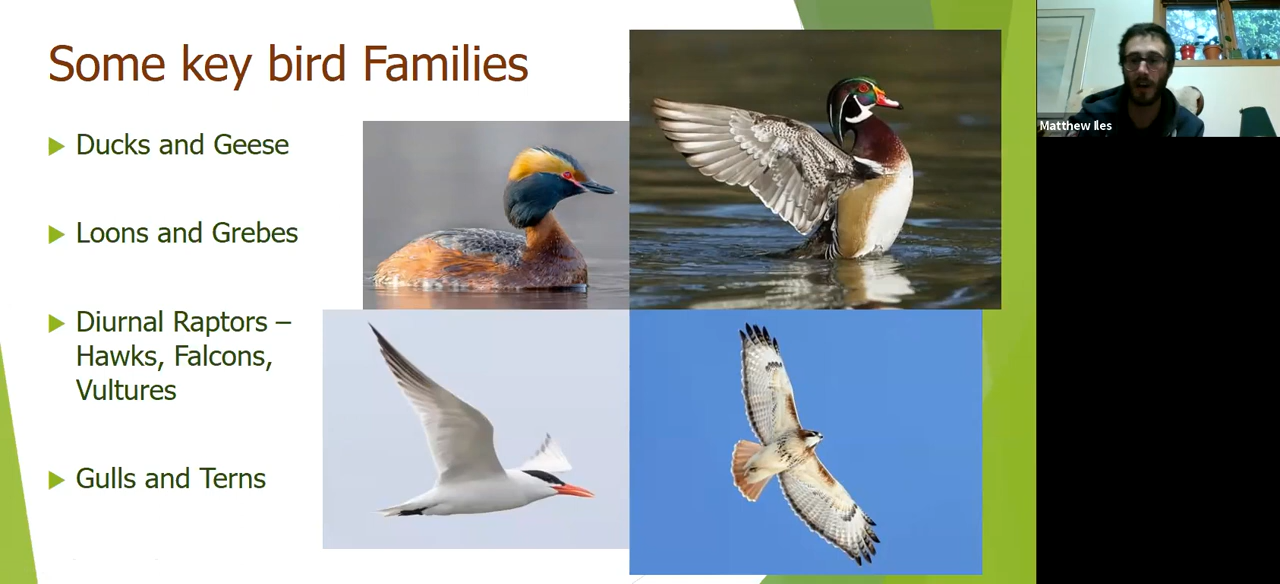 Some key bird Families
Ducks and Geese
Loons and Grebes
Diurnal Raptors –
Hawks, Falcons,
Vultures
Gulls and Terns
Matthew Iles